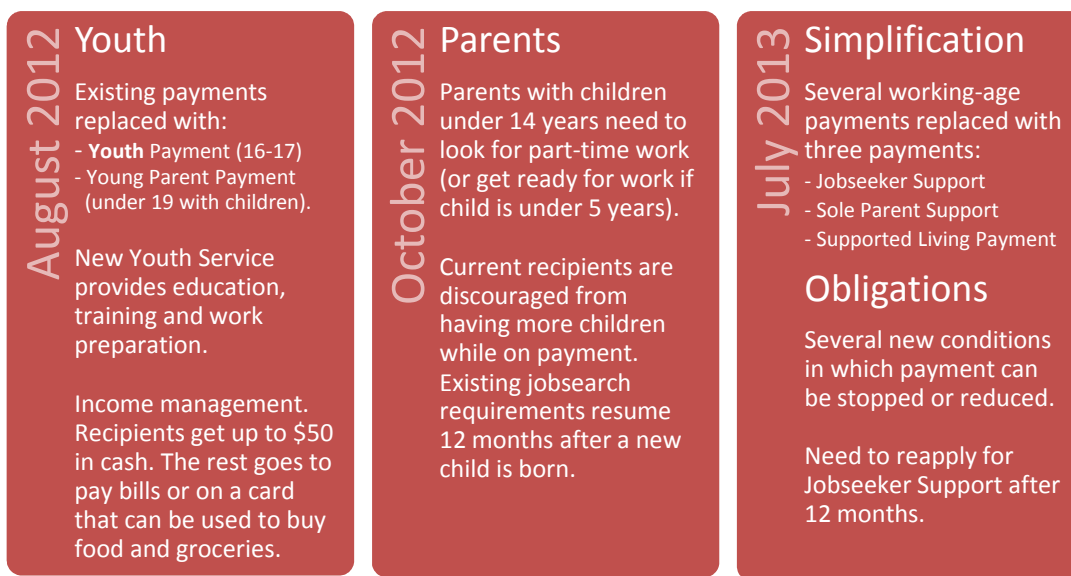 August 2012
Youth
Existing payments
replaced with:
- Youth Payment (16-17)
- Young Parent Payment
(under 19 with children).
New Youth Service
provides education,
training and work
preparation.
Income management.
Recipients get up to $50
in cash. The rest goes to
pay bills or on a card
that can be used to buy
food and groceries.
October 2012
Parents
Parents with children
under 14 years need to
look for part-time work
(or get ready for work if
child is under 5 years).
Current recipients are
discouraged from
having more children
while on payment.
Existing jobsearch
requirements resume
12 months after a new
child is born.
July 2013
Simplification
Several working-age
payments replaced with
three payments:
- Jobseeker Support
- Sole Parent Support
- Supported Living Payment
Obligations
Several new conditions
in which payment can
be stopped or reduced.
Need to reapply for
Jobseeker Support after
12 months.